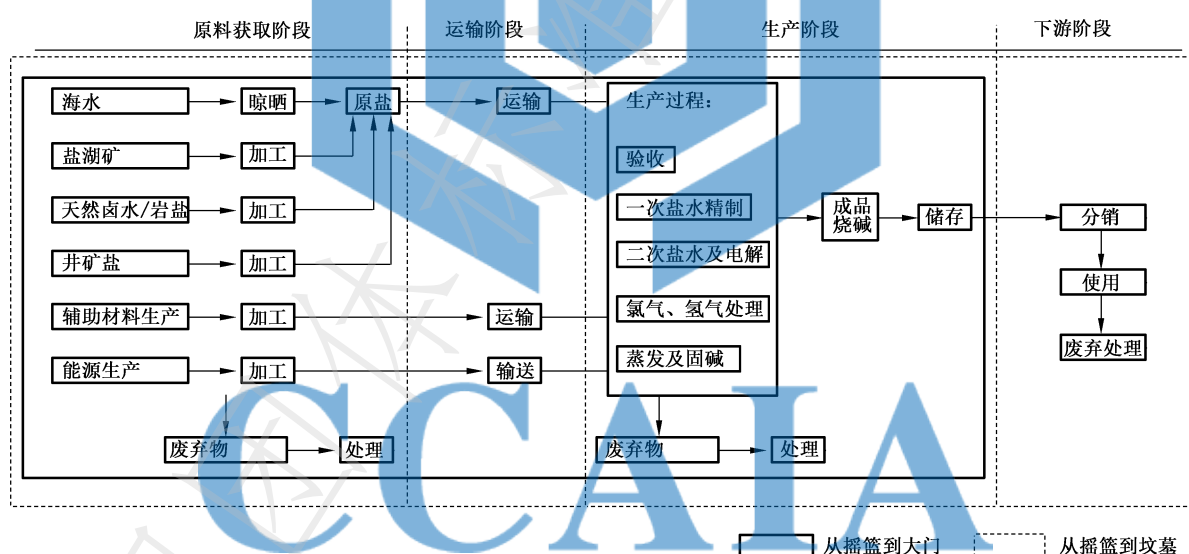 原料获取阶段
运输阶段
生产阶段
下游阶段
海水
晾晒
原盐
运输
生产过程：
盐湖矿
加工
验收
天然卤水/岩盐
加工
一次盐水精制
成品
烧碱
储存
分销
井矿盐
加工
二次盐水及电解
使用
辅助材料生产
加工
运输
氯气、氢气处理
废弃处理
能源生产
加工
输送
蒸发及固碱
废弃物
处理
废弃物
处理
CCAIA
从摇篮到大门
从摇篮到坟墓